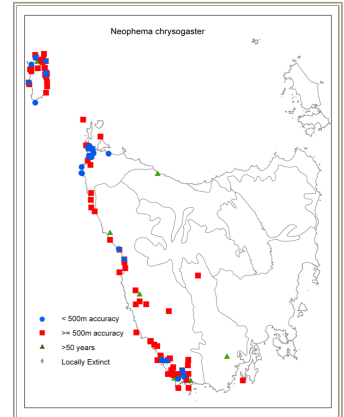 Neophema chrysogaster
< 500m accuracy
>= 500m accuracy
>50 years
Locally Extinct